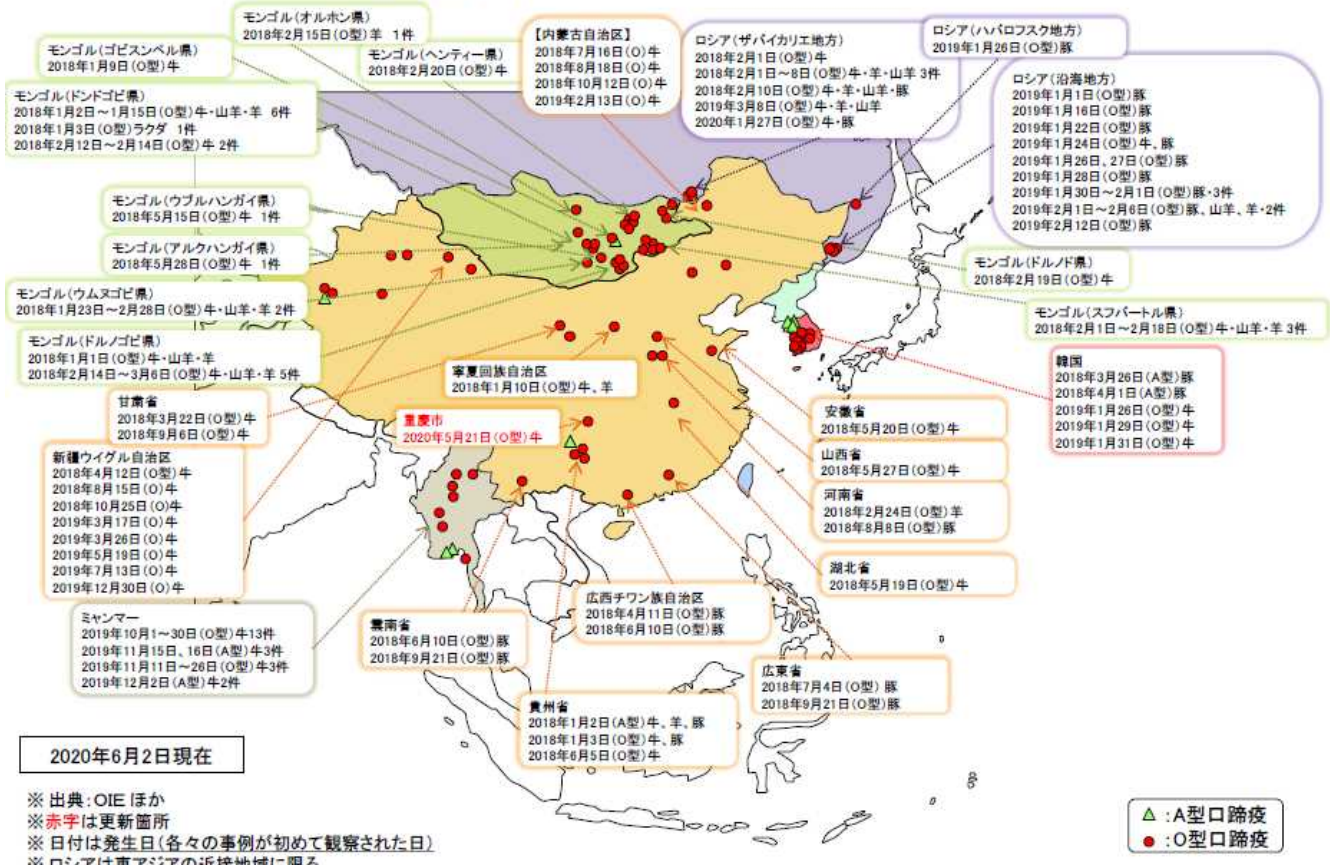 モンゴル(オルホン県)
2018年2月15日(O型)羊 1件
モンゴル(ゴビスンベル県)
2018年1月9日(O型)牛
モンゴル(ヘンティー県)
2018年2月20日(O型)牛
【内蒙古自治区】
2018年7月16日(O)牛
2018年8月18日(O)牛
2018年10月12日(O)牛
2019年2月13日(O)牛
ロシア(ザバイカリエ地方)
2018年2月1日(O型)牛
2018年2月1日~8日(O型)牛・羊・山羊 3件
2018年2月10日(O型)牛・羊・山羊・豚
2019年3月8日(O型)牛・羊・山羊
2020年1月27日(O型)牛・豚
ロシア(ハバロフスク地方)
2019年1月26日(O型)豚
ロシア(沿海地方)
2019年1月1日(O型)豚
2019年1月16日(O型)豚
2019年1月22日(O型)豚
2019年1月24日(O型)牛、豚
2019年1月26日、27日(O型)豚
2019年1月28日(O型)豚
2019年1月30日~2月1日(O型)豚・3件
2019年2月1日~2月6日(O型)豚、山羊、羊・2件
2019年2月12日(O型)豚
モンゴル(ドンドゴビ県)
2018年1月2日~1月15日(O型)牛・山羊・羊 6件
2018年1月3日(O型)ラクダ 1件
2018年2月12日~2月14日(O型)牛 2件
モンゴル(ウブルハンガイ県)
2018年5月15日(O型)牛 1件
モンゴル(アルクハンガイ県)
2018年5月28日(O型)牛 1件
モンゴル(ウムヌゴビ県)
2018年1月23日~2月28日(O型)牛・山羊・羊 2件
モンゴル(ドルノゴビ県)
2018年1月1日(O型)牛・山羊・羊
2018年2月14日~3月6日(O型)牛・山羊・羊 5件
モンゴル(ドルノド県)
2018年2月19日(O型)牛
モンゴル(スフバートル県)
2018年2月1日~2月18日(O型)牛・山羊・羊 3件
韓国
2018年3月26日(A型)豚
2018年4月1日(A型)豚
2019年1月26日(O型)牛
2019年1月29日(O型)牛
2019年1月31日(O型)牛
寧夏回族自治区
2018年1月10日(O型)牛、羊
甘粛省
2018年3月22日(O型)牛
2018年9月6日(O型)牛
重慶市
2020年5月21日(O型)牛
安徽省
2018年5月20日(O型)牛
山西省
2018年5月27日(O型)牛
新疆ウイグル自治区
2018年4月12日(O型)牛
2018年8月15日(O)牛
2018年10月25日(O)牛
2019年3月17日(O)牛
2019年3月26日(O)牛
2019年5月19日(O)牛
2019年7月13日(O)牛
2019年12月30日(O)牛
河南省
2018年2月24日(O型)羊
2018年8月8日(O型)豚
湖北省
2018年5月19日(O型)牛
ミャンマー
2019年10月1~30日(O型)牛13件
2019年11月15日、16日(A型)牛3件
2019年11月11日~26日(O型)牛3件
2019年12月2日(A型)牛2件
雲南省
2018年6月10日(O型)豚
2018年9月21日(O型)豚
広西チワン族自治区
2018年4月11日(O型)豚
2018年6月10日(O型)豚
広東省
2018年7月4日(O型) 豚
2018年9月21日(O型)豚
貴州省
2018年1月2日(A型)牛、羊、豚
2018年1月3日(O型)牛、豚
2018年6月5日(O型)牛
2020年6月2日現在
※ 出典:OIE ほか
※赤字は更新箇所
※ 日付は発生日(各々の事例が初めて観察された日)
※ ロシアは東アジアの近接地域に限る
:A型口蹄疫
:O型口蹄疫